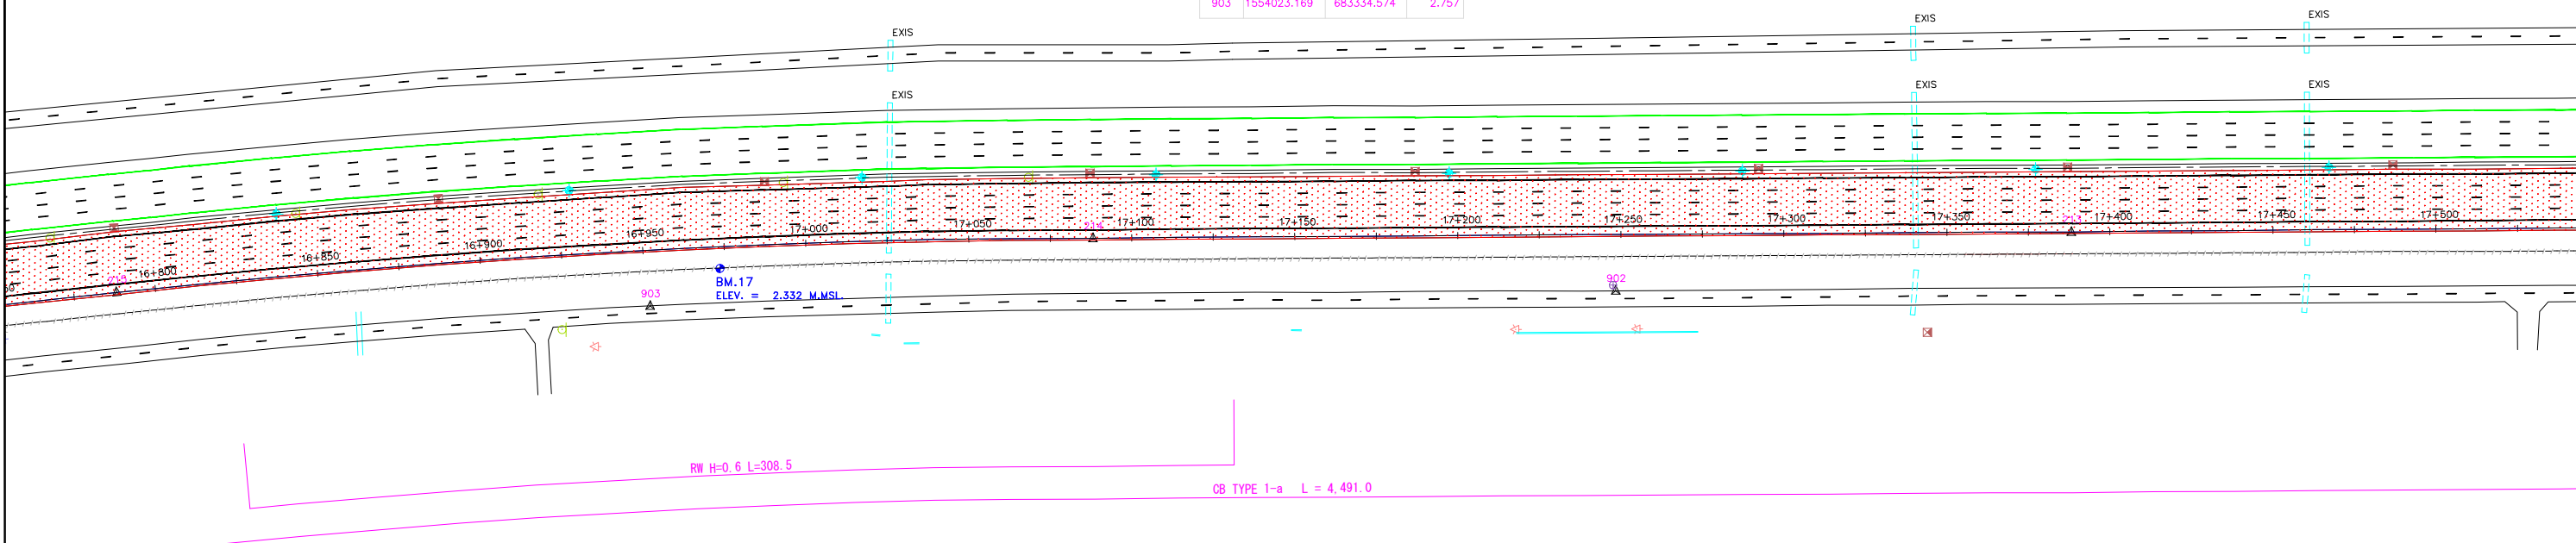 903 1554023.169 683334.574 2.757
EXIS
EXIS
EXIS
EXIS
EXIS
EXIS
16+800
16+850
16+900
16+950
17+000
17+050
214
17+100
17+150
17+200
17+250
17+300
17+350
213
17+400
17+450
17+500
903
BM.17
ELEV. = 2.332 M.MSL.
902
RW H=0.6 L=308.5
CB TYPE 1-a L = 4,491.0